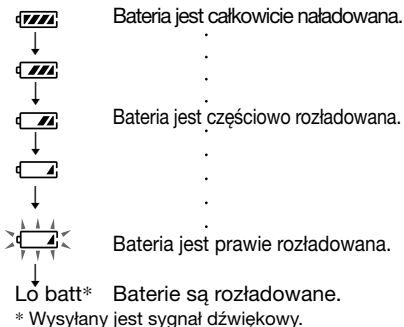 Bateria jest całkowicie naładowana.
Bateria jest częściowo rozładowana.
Bateria jest prawie rozładowana.
Lo batt* Baterie są rozładowane.
* Wysyłany jest sygnał dźwiękowy.